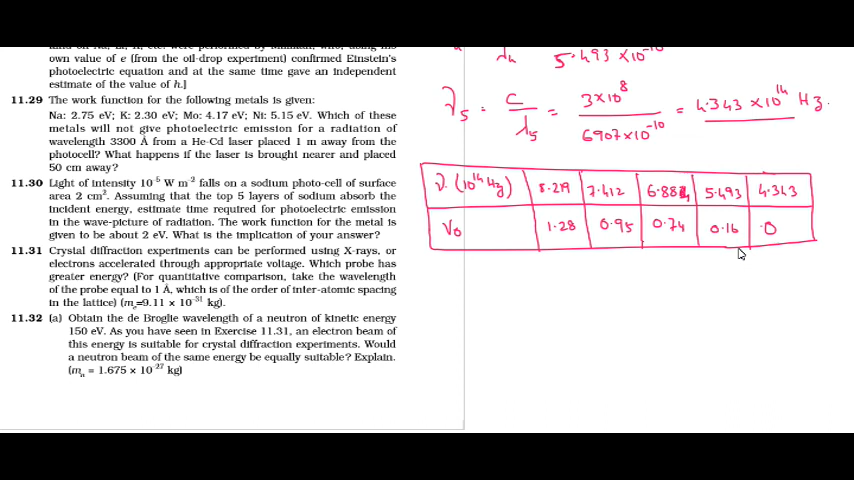 own value of e (from the oil-drop experiment) confirmed Einstein's
photoelectric equation and at the same time gave an independent
estimate of the value of h.]
11.29 The work function for the following metals is given:
Na: 2.75 eV; K: 2.30 eV; Mo: 4.17 eV; Ni: 5.15 eV. Which of these
metals will not give photoelectric emission for a radiation of
wavelength 3300 Å from a He-Cd laser placed 1 m away from the
photocell? What happens if the laser is brought nearer and placed
50 cm away?
11.30 Light of intensity 10⁻⁵ W m⁻² falls on a sodium photo-cell of surface
area 2 cm². Assuming that the top 5 layers of sodium absorb the
incident energy, estimate time required for photoelectric emission
in the wave-picture of radiation. The work function for the metal is
given to be about 2 eV. What is the implication of your answer?
11.31 Crystal diffraction experiments can be performed using X-rays, or
electrons accelerated through appropriate voltage. Which probe has
greater energy? (For quantitative comparison, take the wavelength
of the probe equal to 1 Å, which is of the order of inter-atomic spacing
in the lattice) (mₑ=9.11 × 10⁻³¹ kg).
11.32 (a) Obtain the de Broglie wavelength of a neutron of kinetic energy
150 eV. As you have seen in Exercise 11.31, an electron beam of
this energy is suitable for crystal diffraction experiments. Would
a neutron beam of the same energy be equally suitable? Explain.
(mₙ = 1.675 × 10⁻²⁷ kg)
λ₄ 5.493 × 10⁻¹⁰
ν₅ = c/λ₅ = 3×10⁸ / 6907×10⁻¹⁰ = 4.343 × 10¹⁴ Hz.
ν (10¹⁴ Hz) 8.219 7.412 6.884 5.493 4.343
V₀ 1.28 0.95 0.74 0.16 0